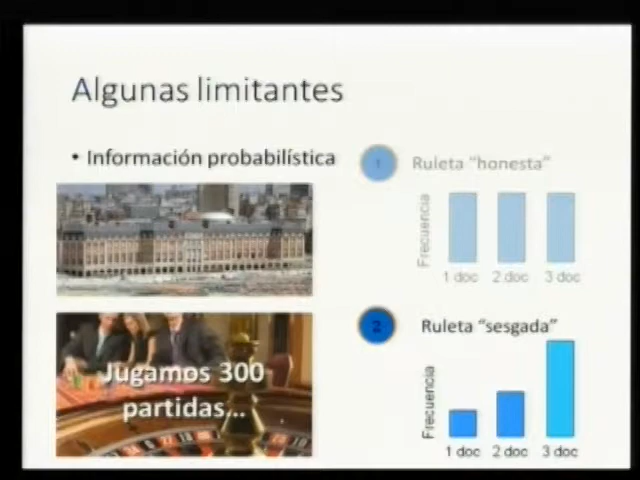 Algunas limitantes
• Información probabilística
1
Ruleta "honesta"
Frecuencia
1 doc 2 doc 3 doc
Jugamos 300
partidas...
2
Ruleta "sesgada"
Frecuencia
1 doc 2 doc 3 doc